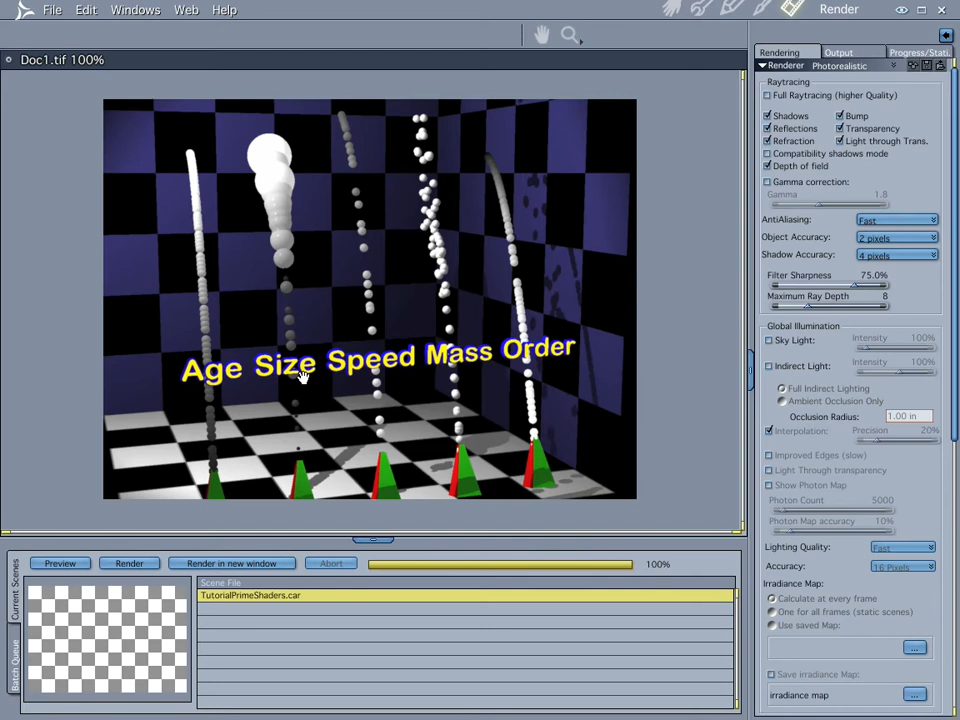 File Edit Windows Web Help
Render
Doc1.tif 100%
Age Size Speed Mass Order
Preview Render Render in new window Abort 100%
Current Scenes
Batch Queue
Scene File
TutorialPrimeShaders.car
Rendering Output Progress/Stati.
Renderer Photorealistic
Raytracing
Full Raytracing (higher Quality)
Shadows Bump
Reflections Transparency
Refraction Light through Trans.
Compatibility shadows mode
Depth of field
Gamma correction:
Gamma 1.8
AntiAliasing: Fast
Object Accuracy: 2 pixels
Shadow Accuracy: 4 pixels
Filter Sharpness 75.0%
Maximum Ray Depth 8
Global Illumination
Sky Light: Intensity 100%
Indirect Light: Intensity 100%
Full Indirect Lighting
Ambient Occlusion Only
Occlusion Radius: 1.00 in
Interpolation: Precision 20%
Improved Edges (slow)
Light Through transparency
Show Photon Map
Photon Count 5000
Photon Map accuracy 10%
Lighting Quality: Fast
Accuracy: 16 Pixels
Irradiance Map:
Calculate at every frame
One for all frames (static scenes)
Use saved Map:
...
Save irradiance Map:
irradiance map ...